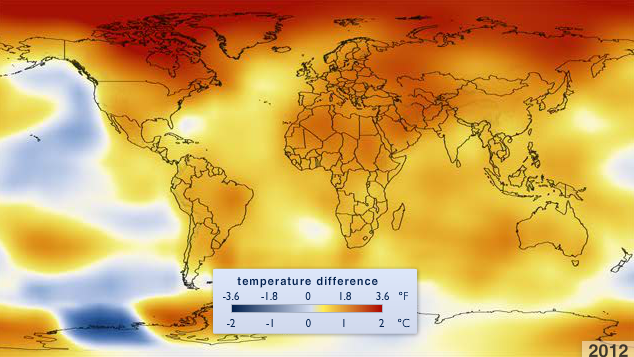 temperature difference
-3.6 -1.8 0 1.8 3.6 °F
-2 -1 0 1 2 °C
2012